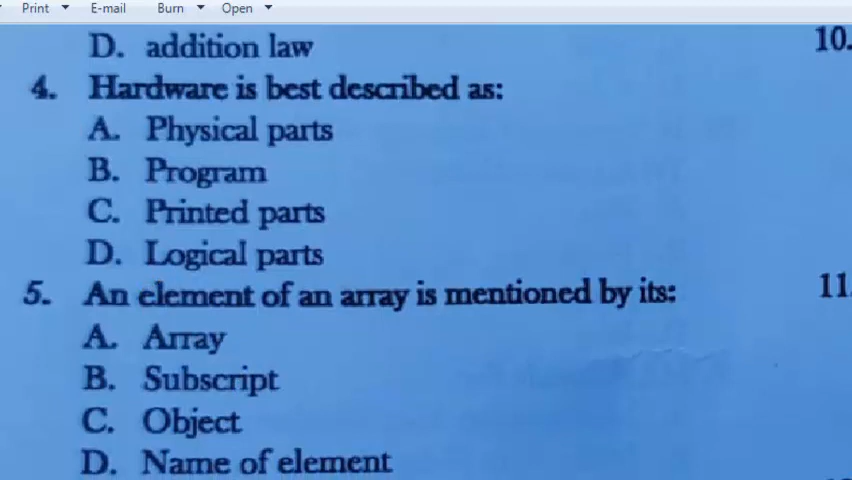 Print E-mail Burn Open
D. addition law
10.
4. Hardware is best described as:
A. Physical parts
B. Program
C. Printed parts
D. Logical parts
5. An element of an array is mentioned by its:
11.
A. Array
B. Subscript
C. Object
D. Name of element